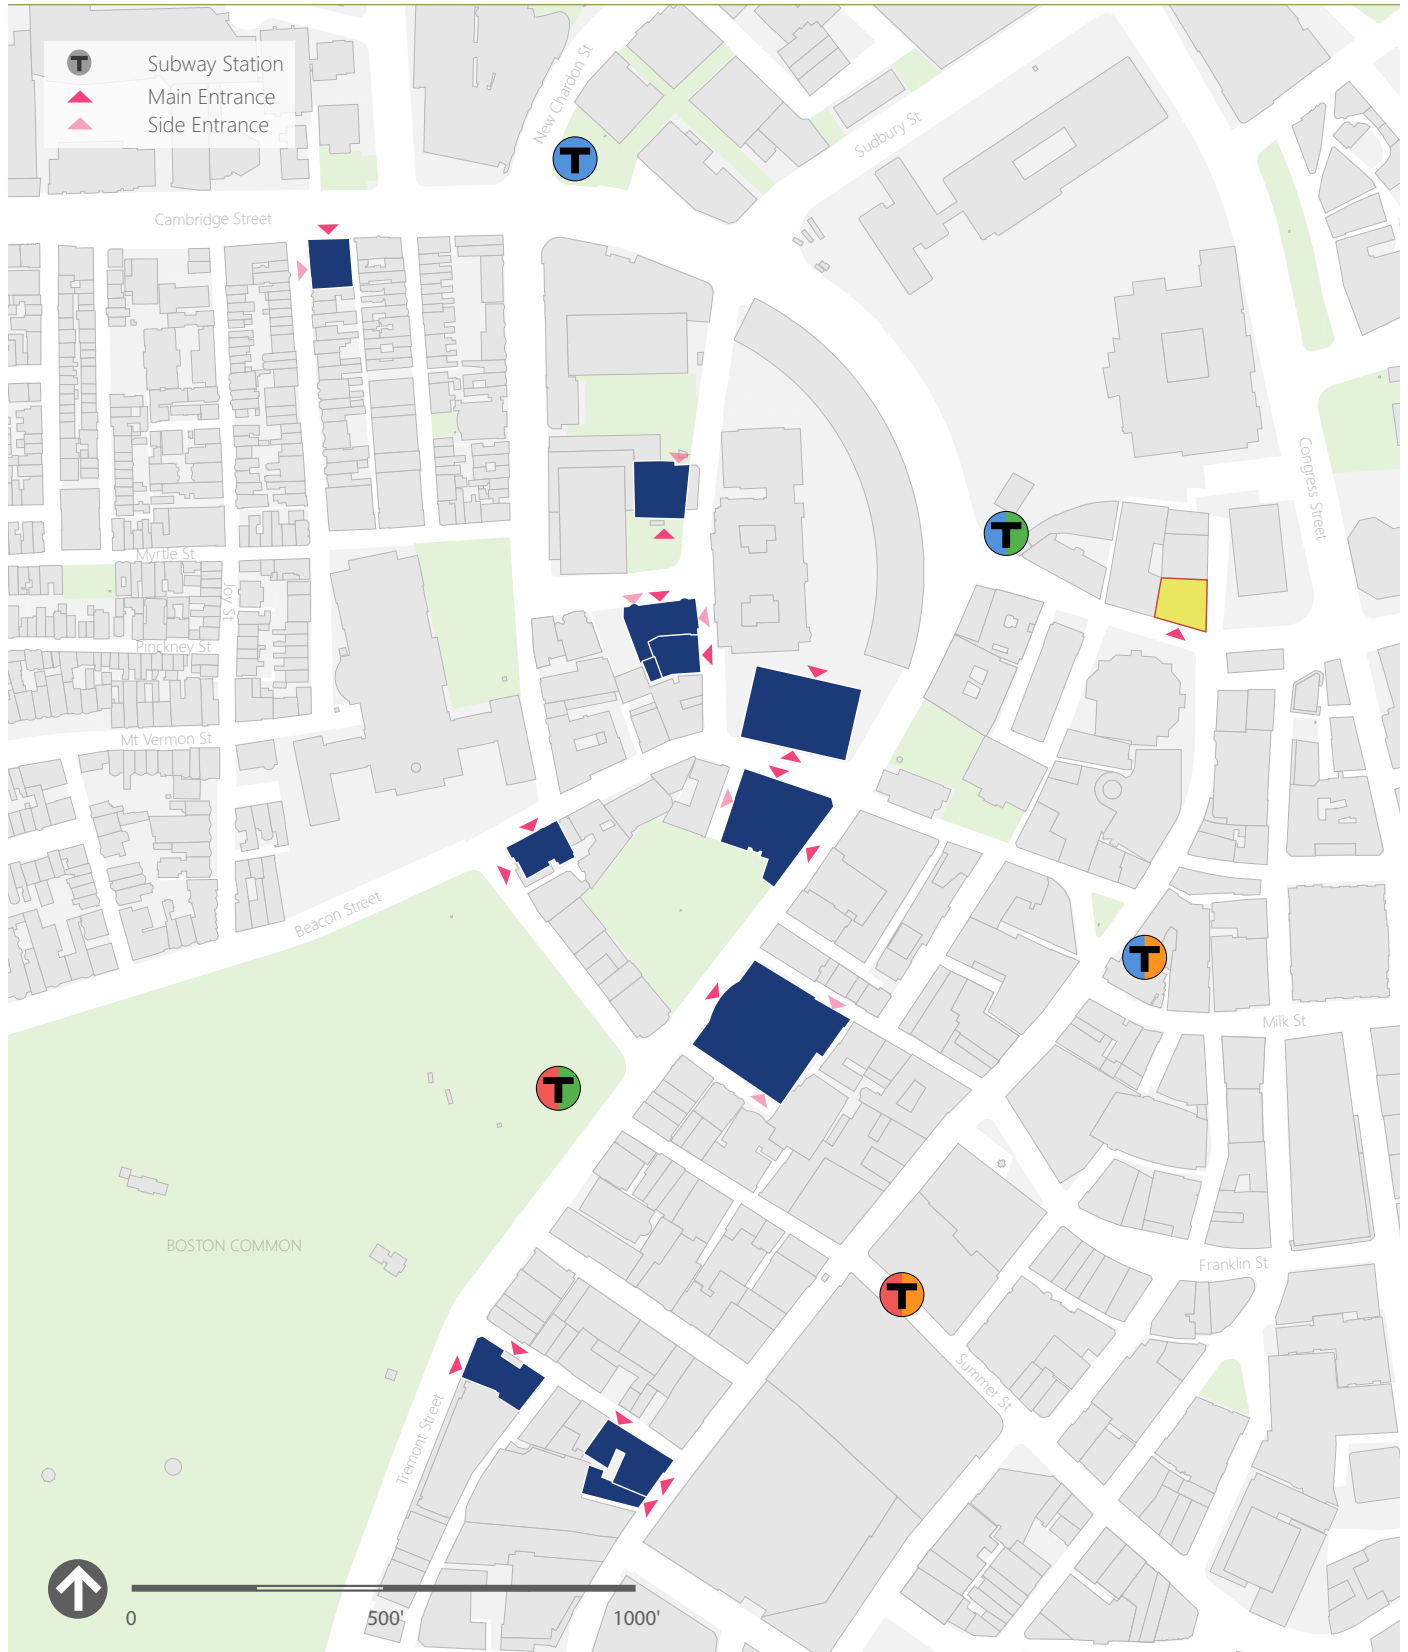 T Subway Station
Main Entrance
Side Entrance
New Chardon St
Sudbury St
T
Cambridge Street
Congress Street
T
Myrtle St
Joy St
Pinckney St
Mt Vernon St
Beacon Street
T
Milk St
T
BOSTON COMMON
Franklin St
T
Summer St
Tremont Street
0 500' 1000'